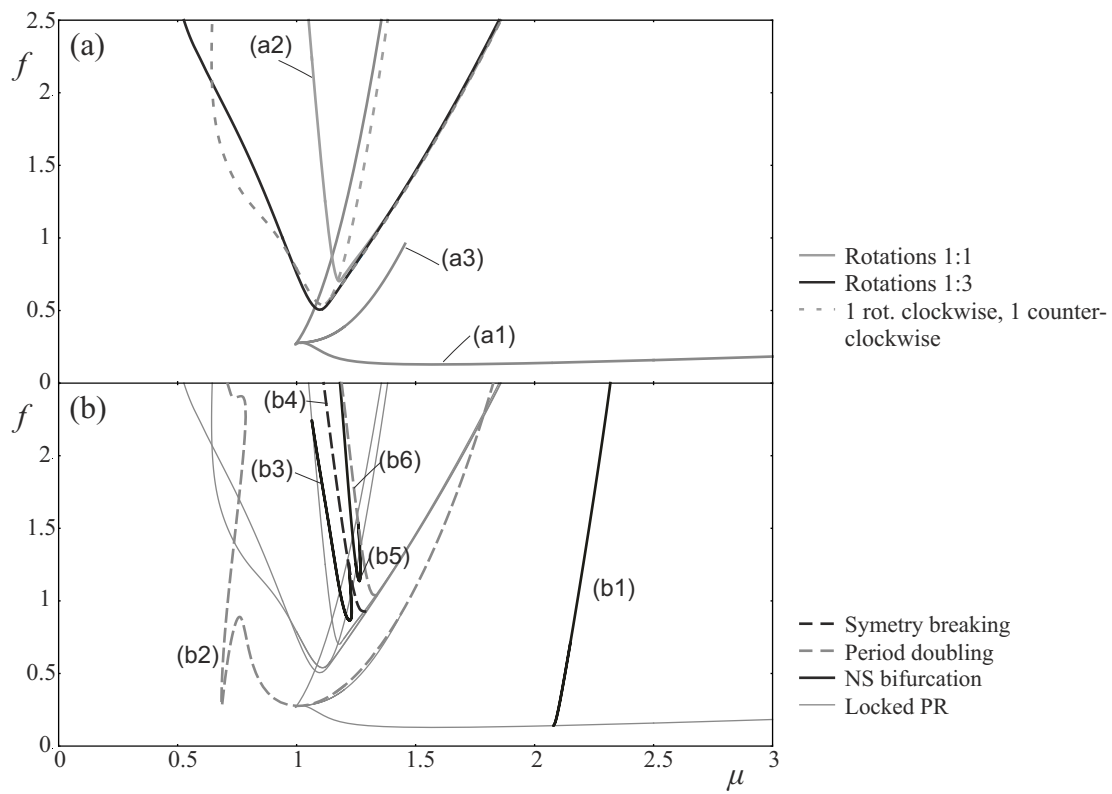 2.5
(a)
f
(a2)
2
1.5
1
(a3)
0.5
(a1)
0
Rotations 1:1
Rotations 1:3
1 rot. clockwise, 1 counter-
clockwise
(b)
f
(b4)
2
(b3)
(b6)
1.5
(b5)
1
(b1)
(b2)
0.5
0
Symetry breaking
Period doubling
NS bifurcation
Locked PR
0
0.5
1
1.5
2
2.5
3
μ